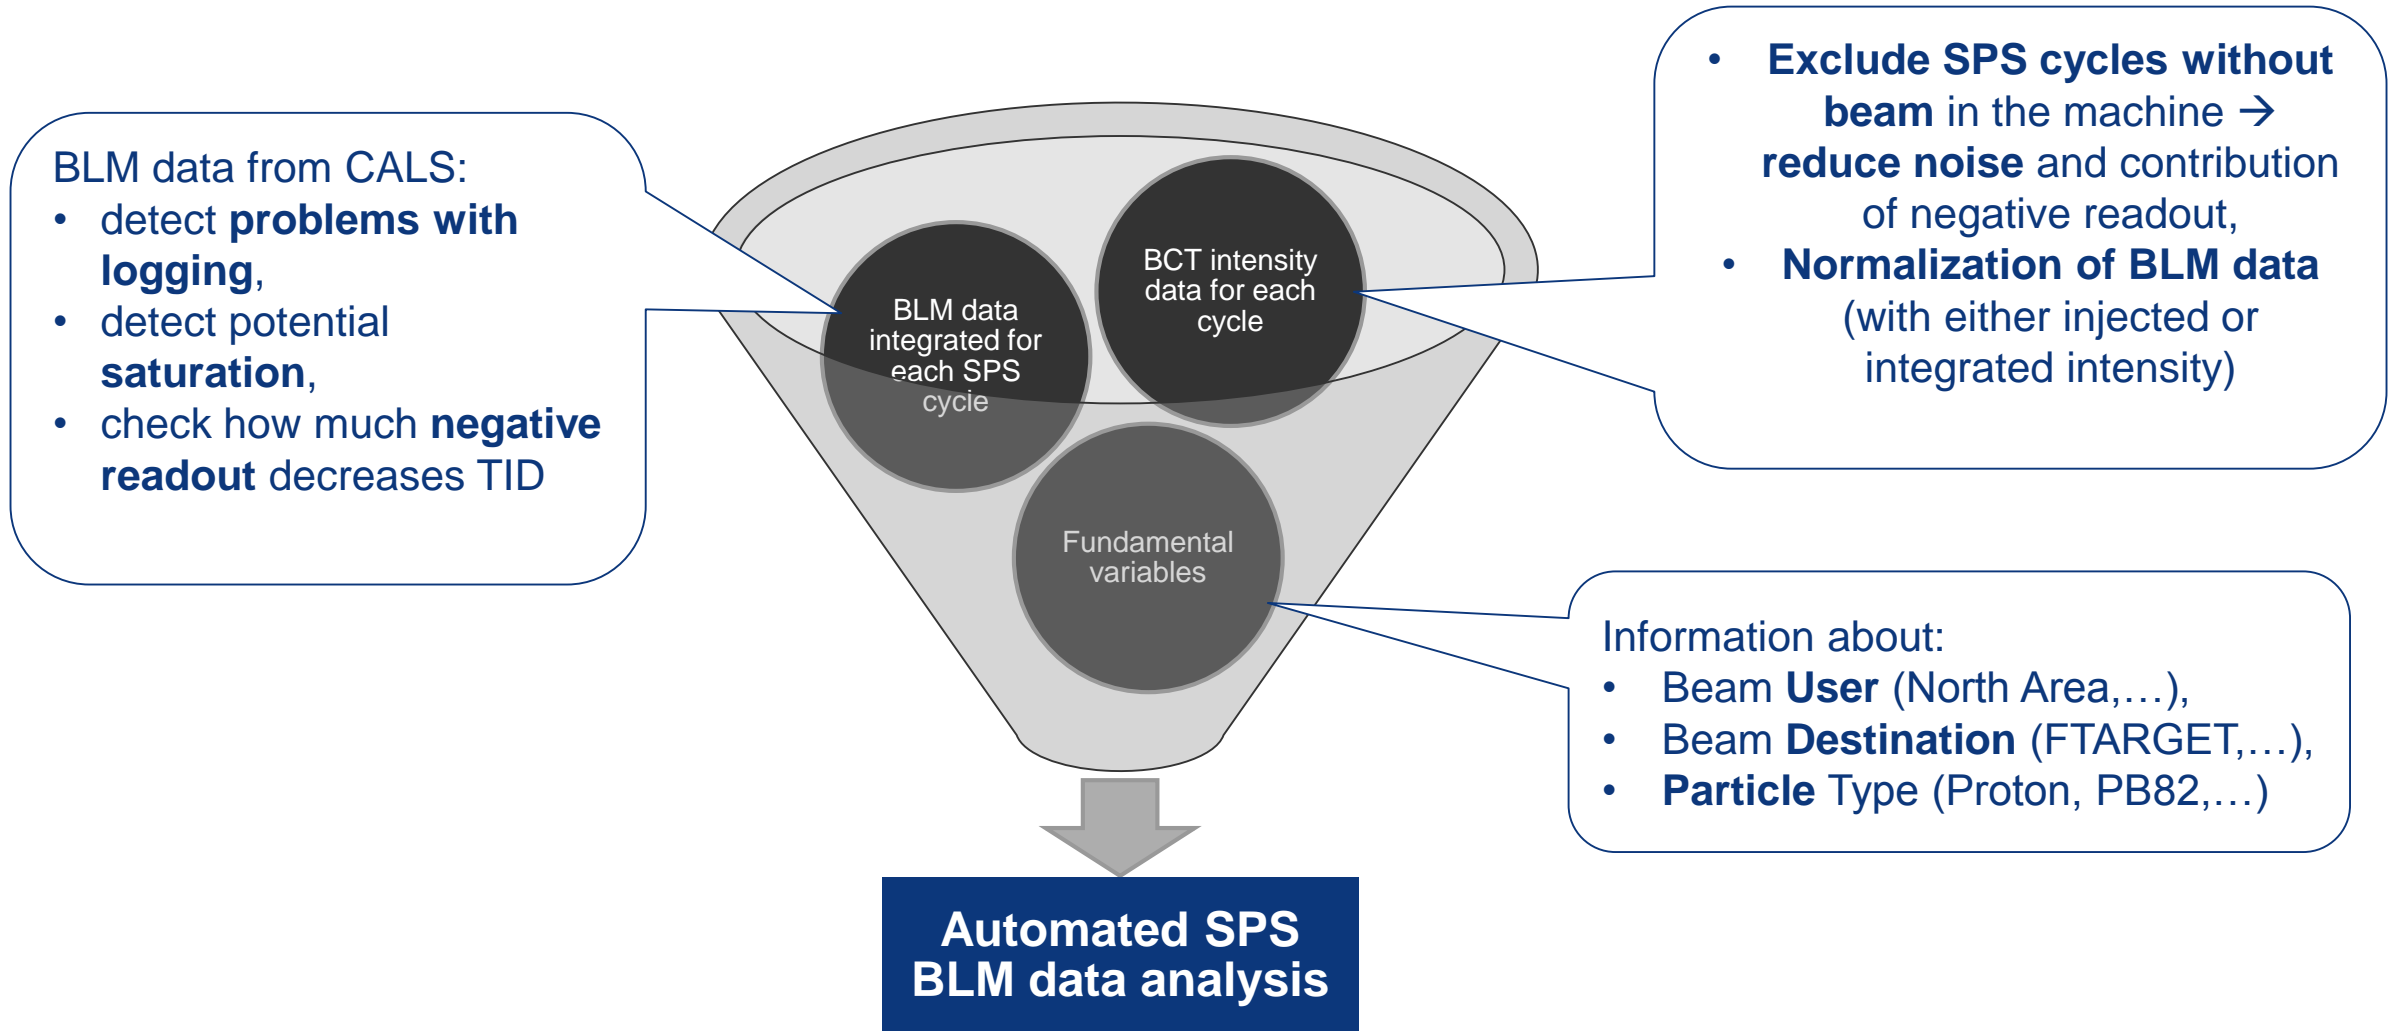 BLM data from CALS:
• detect problems with
logging,
• detect potential
saturation,
• check how much negative
readout decreases TID
BLM data
integrated for
each SPS
cycle
BCT intensity
data for each
cycle
Fundamental
variables
• Exclude SPS cycles without
beam in the machine →
reduce noise and contribution
of negative readout,
• Normalization of BLM data
(with either injected or
integrated intensity)
Information about:
• Beam User (North Area,…),
• Beam Destination (FTARGET,…),
• Particle Type (Proton, PB82,…)
Automated SPS
BLM data analysis